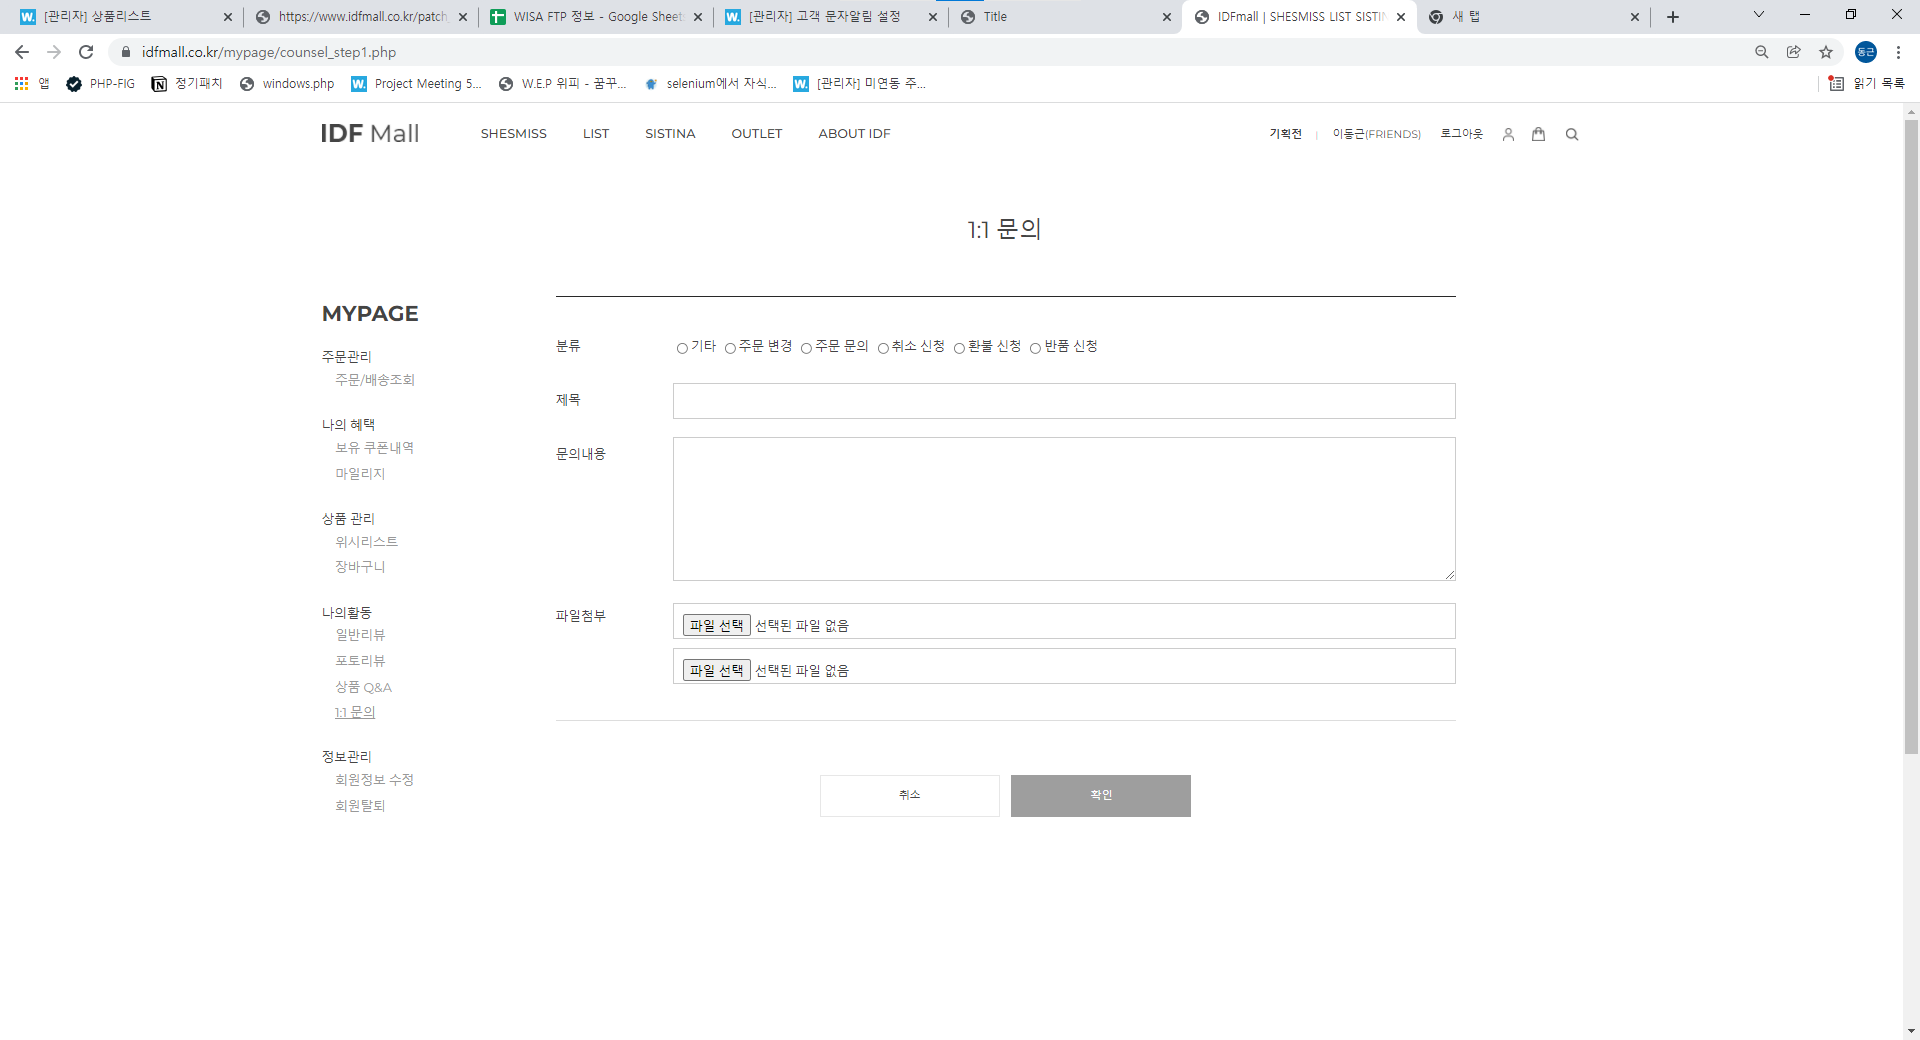 [관리자] 상품리스트
https://www.idfmall.co.kr/patch
WISA FTP 정보 - Google Sheets
[관리자] 고객 문자알림 설정
Title
IDFmall | SHESMISS LIST SISTIN
새 탭
idfmall.co.kr/mypage/counsel_step1.php
동근
앱
PHP-FIG
정기패치
windows.php
Project Meeting 5...
W.E.P 위피 - 꿈꾸...
selenium에서 자식...
[관리자] 미연동 주...
읽기 목록
IDF Mall
SHESMISS
LIST
SISTINA
OUTLET
ABOUT IDF
기획전
이동근(FRIENDS)
로그아웃
1:1 문의
MYPAGE
주문관리
주문/배송조회
나의 혜택
보유 쿠폰내역
마일리지
상품 관리
위시리스트
장바구니
나의활동
일반리뷰
포토리뷰
상품 Q&A
1:1 문의
정보관리
회원정보 수정
회원탈퇴
분류
기타 주문 변경 주문 문의 취소 신청 환불 신청 반품 신청
제목
문의내용
파일첨부
파일 선택 선택된 파일 없음
파일 선택 선택된 파일 없음
취소
확인